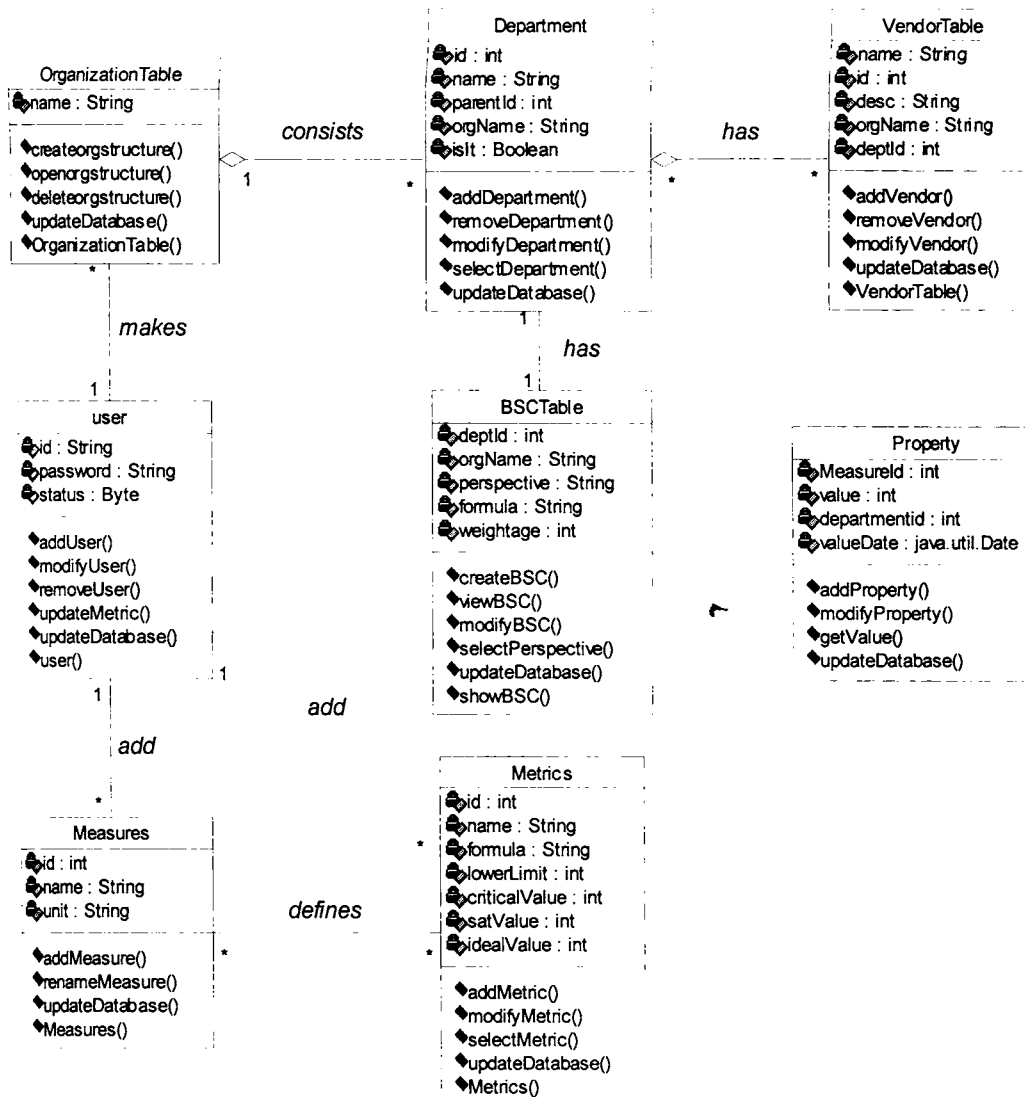 OrganizationTable
name : String
createorgstructure()
openorgstructure()
deleteorgstructure()
updateDatabase()
OrganizationTable()
consists
1
*
Department
id : int
name : String
parentId : int
orgName : String
isIt : Boolean
addDepartment()
removeDepartment()
modifyDepartment()
selectDepartment()
updateDatabase()
has
*
*
VendorTable
name : String
id : int
desc : String
orgName : String
deptId : int
addVendor()
removeVendor()
modifyVendor()
updateDatabase()
VendorTable()
*
makes
1
1
has
1
user
id : String
password : String
status : Byte
addUser()
modifyUser()
removeUser()
updateMetric()
updateDatabase()
user()
BSCTable
deptId : int
orgName : String
perspective : String
formula : String
weightage : int
createBSC()
viewBSC()
modifyBSC()
selectPerspective()
updateDatabase()
showBSC()
Property
MeasureId : int
value : int
departmentid : int
valueDate : java.util.Date
addProperty()
modifyProperty()
getValue()
updateDatabase()
1
1
add
add
*
*
Measures
id : int
name : String
unit : String
addMeasure()
renameMeasure()
updateDatabase()
Measures()
defines
*
*
Metrics
id : int
name : String
formula : String
lowerLimit : int
criticalValue : int
satValue : int
idealValue : int
addMetric()
modifyMetric()
selectMetric()
updateDatabase()
Metrics()